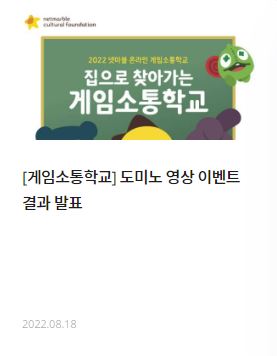 netmarble
cultural foundation
2022 넷마블 온라인 게임소통학교
집으로 찾아가는
게임소통학교
[게임소통학교] 도미노 영상 이벤트
결과 발표
2022.08.18